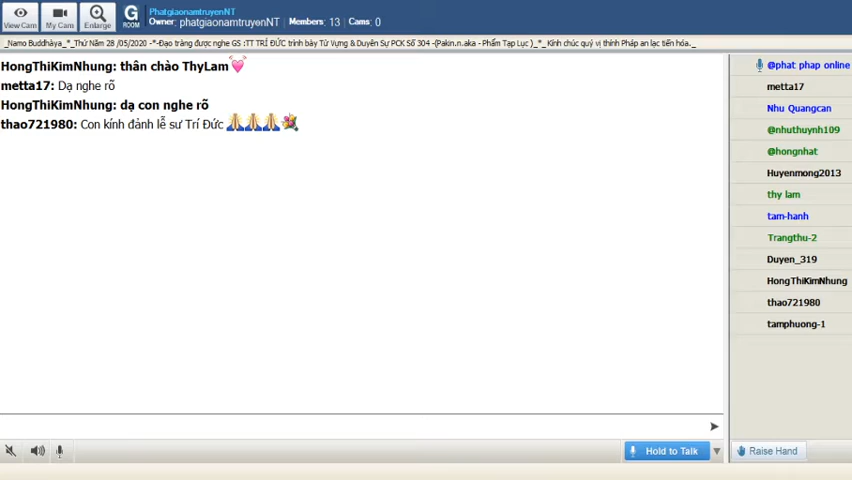 View Cam
My Cam
Enlarge
G
ROOM
PhatgiaonamtruyenNT
Owner: phatgiaonamtruyenNT | Members: 13 | Cams: 0
_Namo Buddhàya_*_Thứ Năm 28 /05/2020 -*-Đạo tràng được nghe GS :TT TRÍ ĐỨC trình bày Từ Vựng & Duyên Sự PCK Số 304 -(Pakin.n.aka - Phẩm Tạp Lục )_*_ Kính chúc quý vị thính Pháp an lạc tiến hóa._
HongThiKimNhung: thân chào ThyLam
metta17: Dạ nghe rõ
HongThiKimNhung: dạ con nghe rõ
thao721980: Con kính đảnh lễ sư Trí Đức
@phat phap online
metta17
Nhu Quangcan
@nhuthuynh109
@hongnhat
Huyenmong2013
thy lam
tam-hanh
Trangthu-2
Duyen_319
HongThiKimNhung
thao721980
tamphuong-1
Hold to Talk
Raise Hand